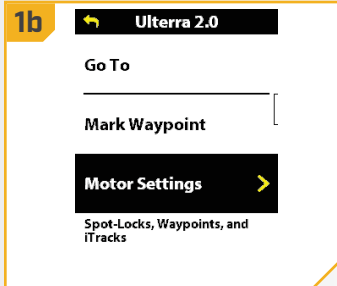 1b
Ulterra 2.0
Go To
Mark Waypoint
Motor Settings
Spot-Locks, Waypoints, and
iTracks